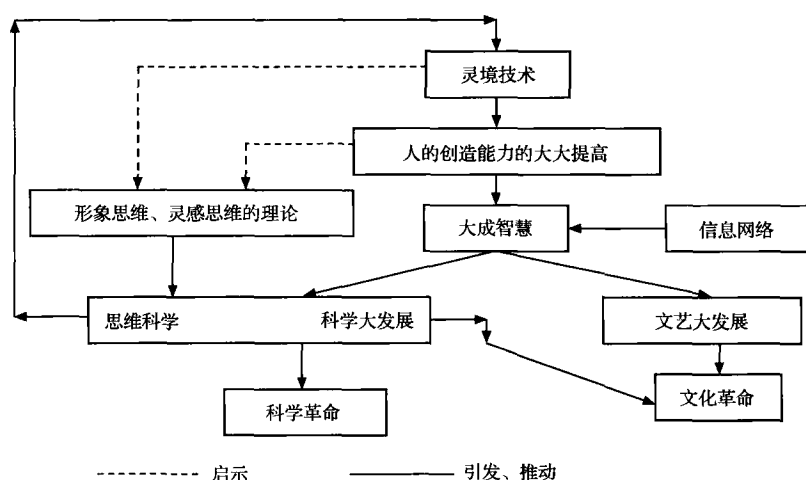 灵境技术
人的创造能力的大大提高
形象思维、灵感思维的理论
大成智慧
信息网络
思维科学 科学大发展
文艺大发展
科学革命
文化革命
启示
引发、推动